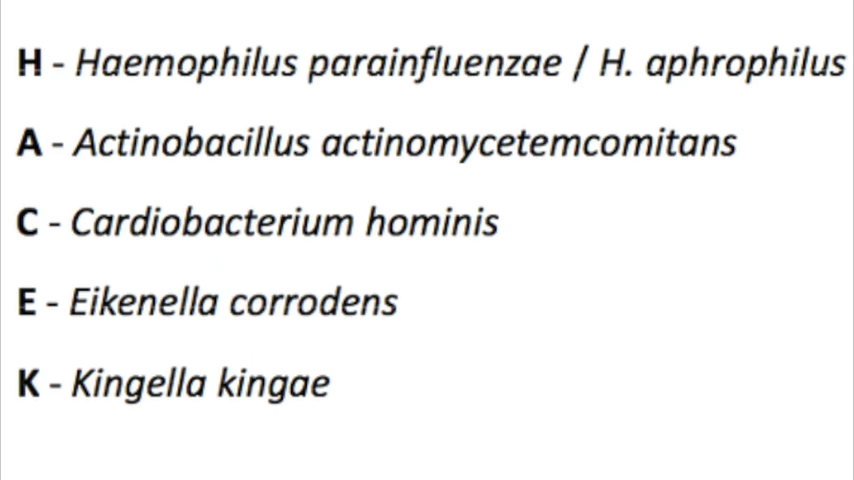 H - Haemophilus parainfluenzae / H. aphrophilus
A - Actinobacillus actinomycetemcomitans
C - Cardiobacterium hominis
E - Eikenella corrodens
K - Kingella kingae